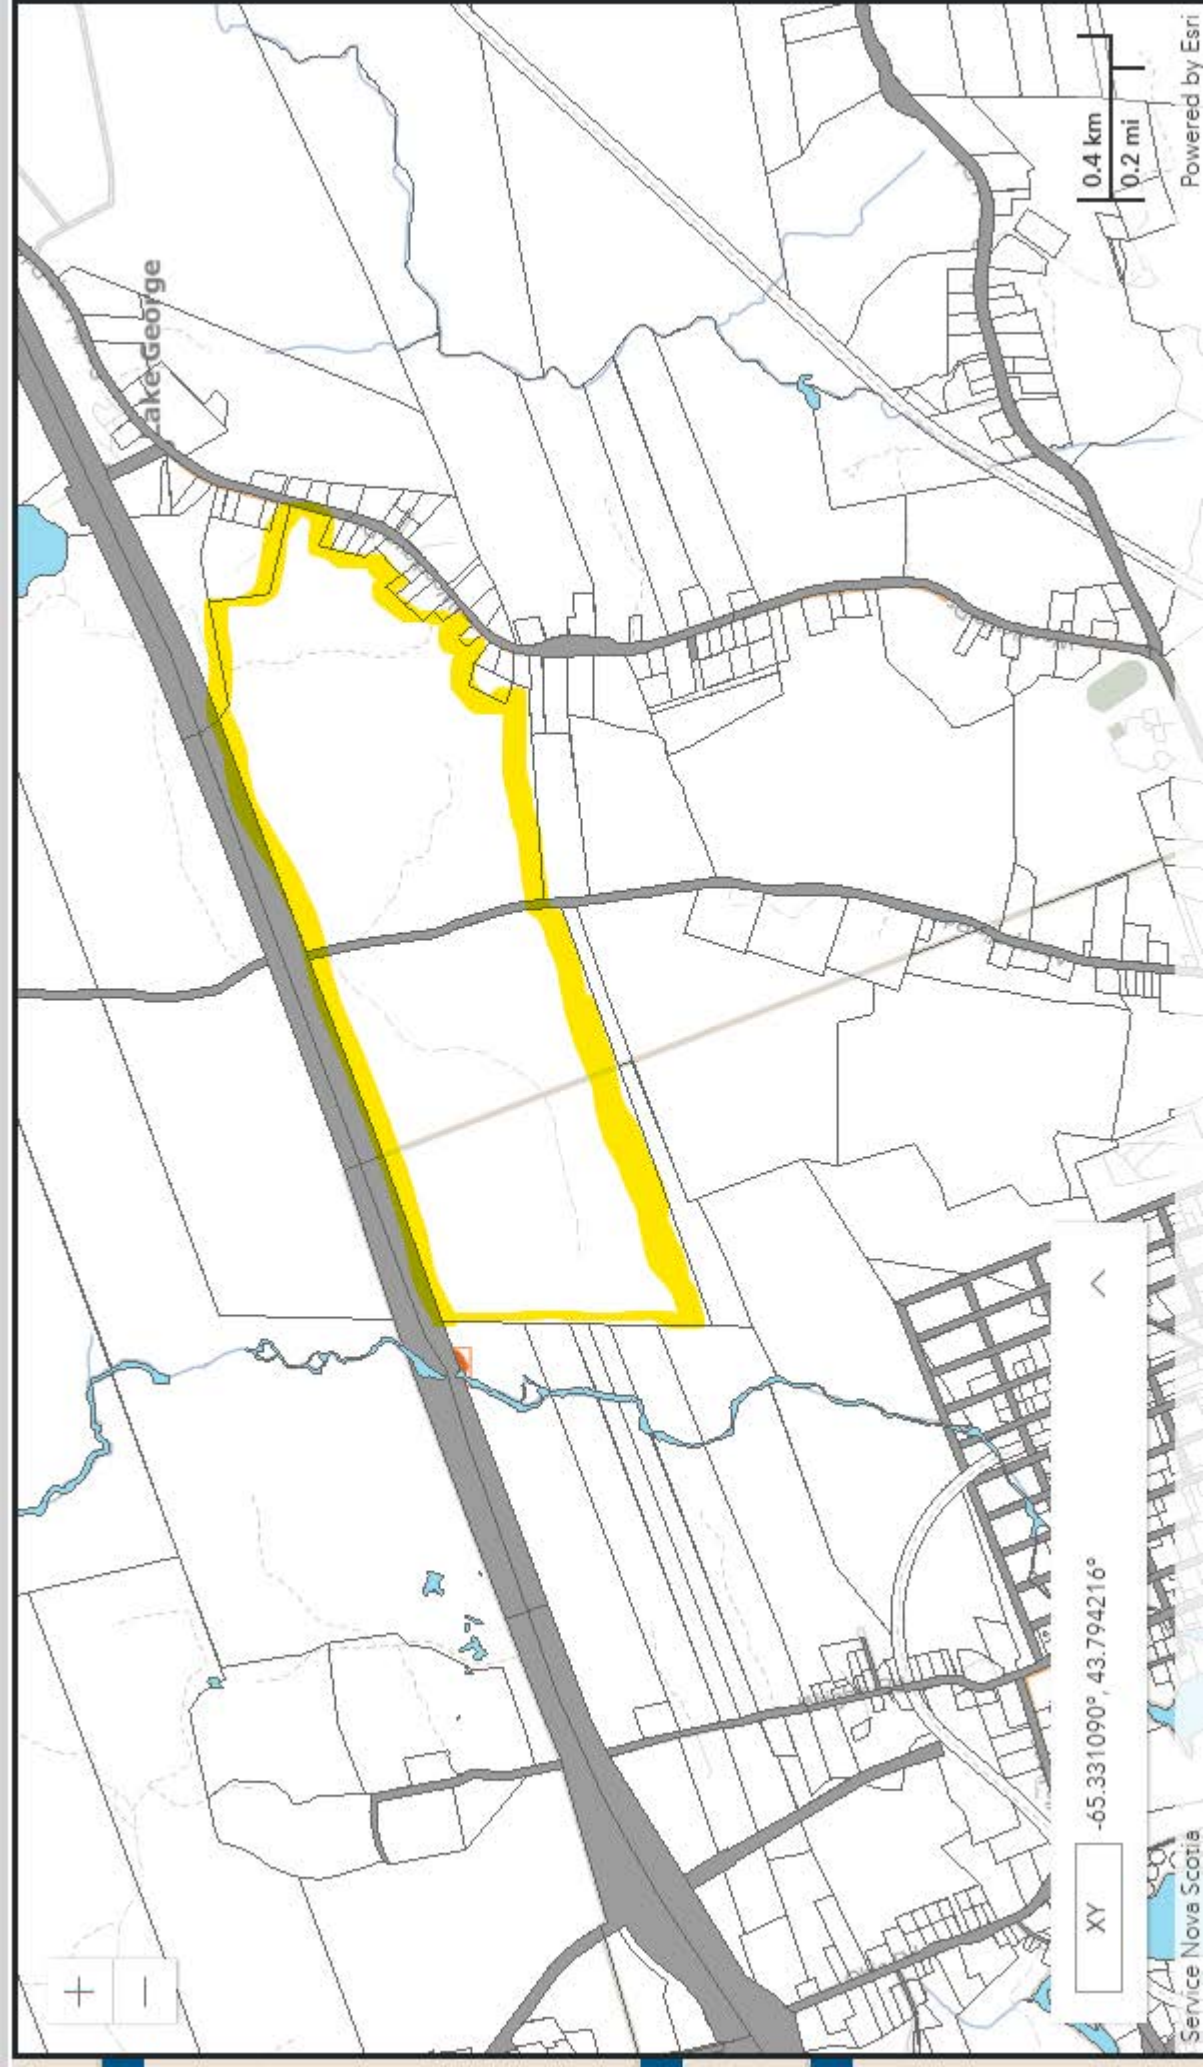 Lake George
0.4 km
0.2 mi
+
−
XY
-65.331090°, 43.794216°
Service Nova Scotia
Powered by Esri